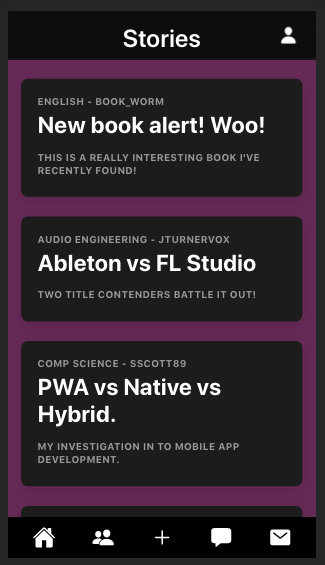 Stories
ENGLISH - BOOK_WORM
New book alert! Woo!
THIS IS A REALLY INTERESTING BOOK I'VE
RECENTLY FOUND!
AUDIO ENGINEERING - JTURNERVOX
Ableton vs FL Studio
TWO TITLE CONTENDERS BATTLE IT OUT!
COMP SCIENCE - SSCOTT89
PWA vs Native vs
Hybrid.
MY INVESTIGATION IN TO MOBILE APP
DEVELOPMENT.